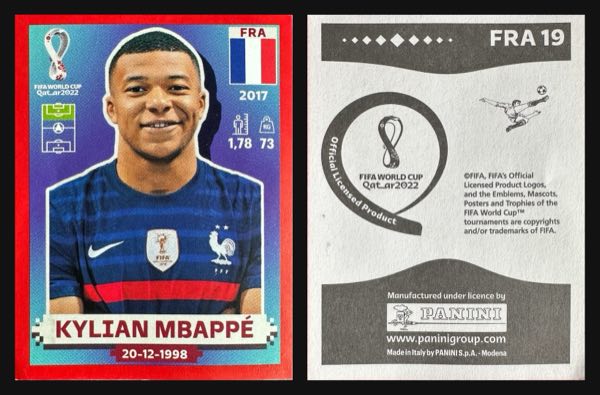 FRA
FIFA WORLD CUP
Qatar2022
2017
1,78 73
FIFA
KYLIAN MBAPPÉ
20-12-1998
FRA 19
FIFA WORLD CUP
Qatar2022
Official Licensed Product
©FIFA, FIFA's Official
Licensed Product Logos,
and the Emblems, Mascots,
Posters and Trophies of the
FIFA World Cup™
tournaments are copyrights
and/or trademarks of FIFA.
Manufactured under licence by
PANINI
www.paninigroup.com
Made in Italy by PANINI S.p.A. - Modena